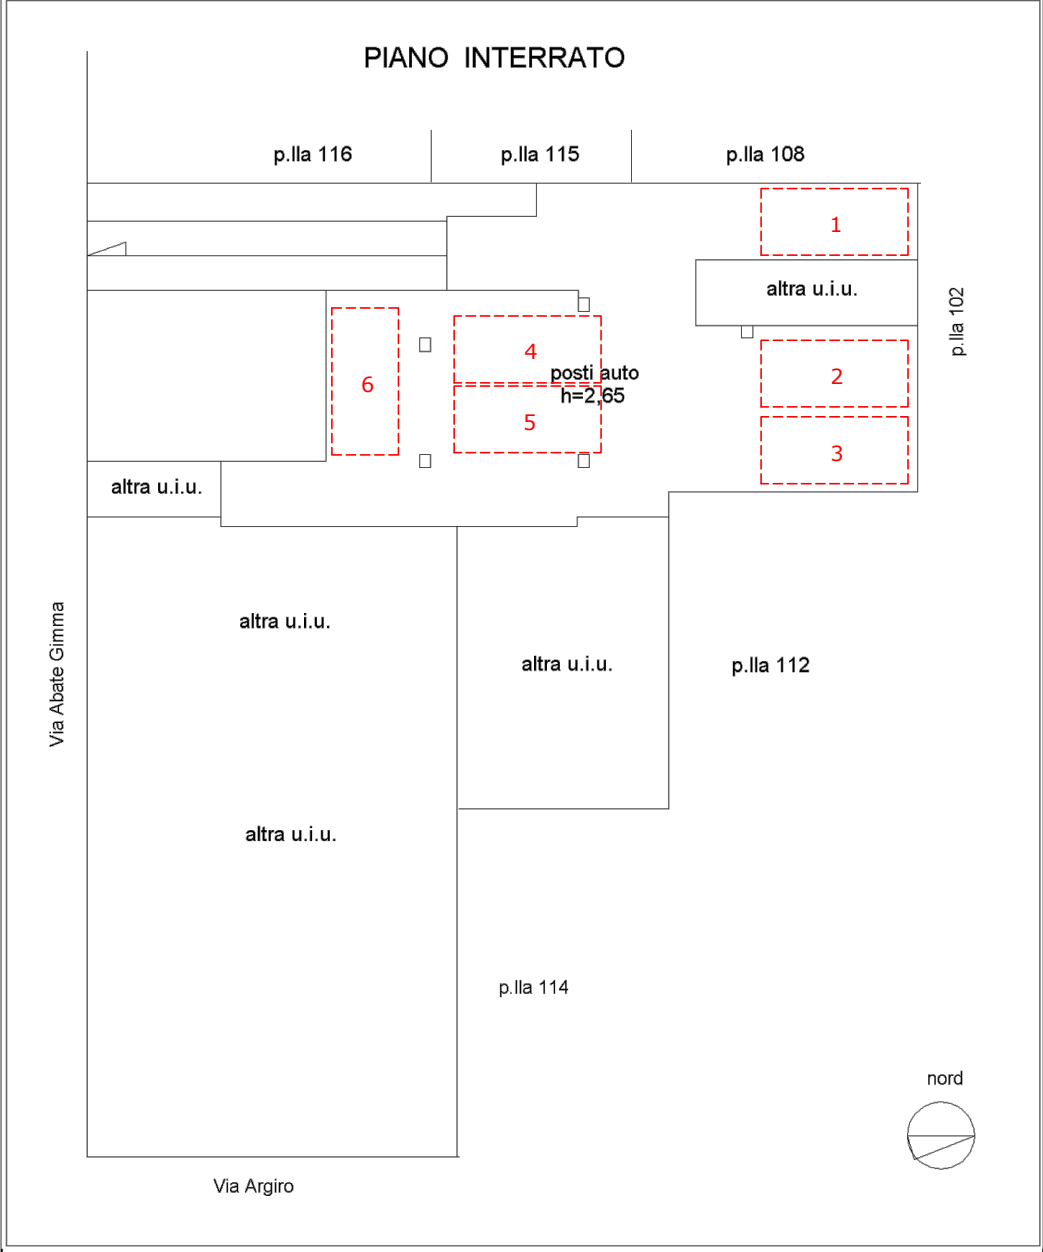 PIANO INTERRATO
p.lla 116
p.lla 115
p.lla 108
1
altra u.i.u.
p.lla 102
4
posti auto
h=2,65
2
6
5
3
altra u.i.u.
altra u.i.u.
Via Abate Gimma
altra u.i.u.
p.lla 112
altra u.i.u.
p.lla 114
nord
Via Argiro